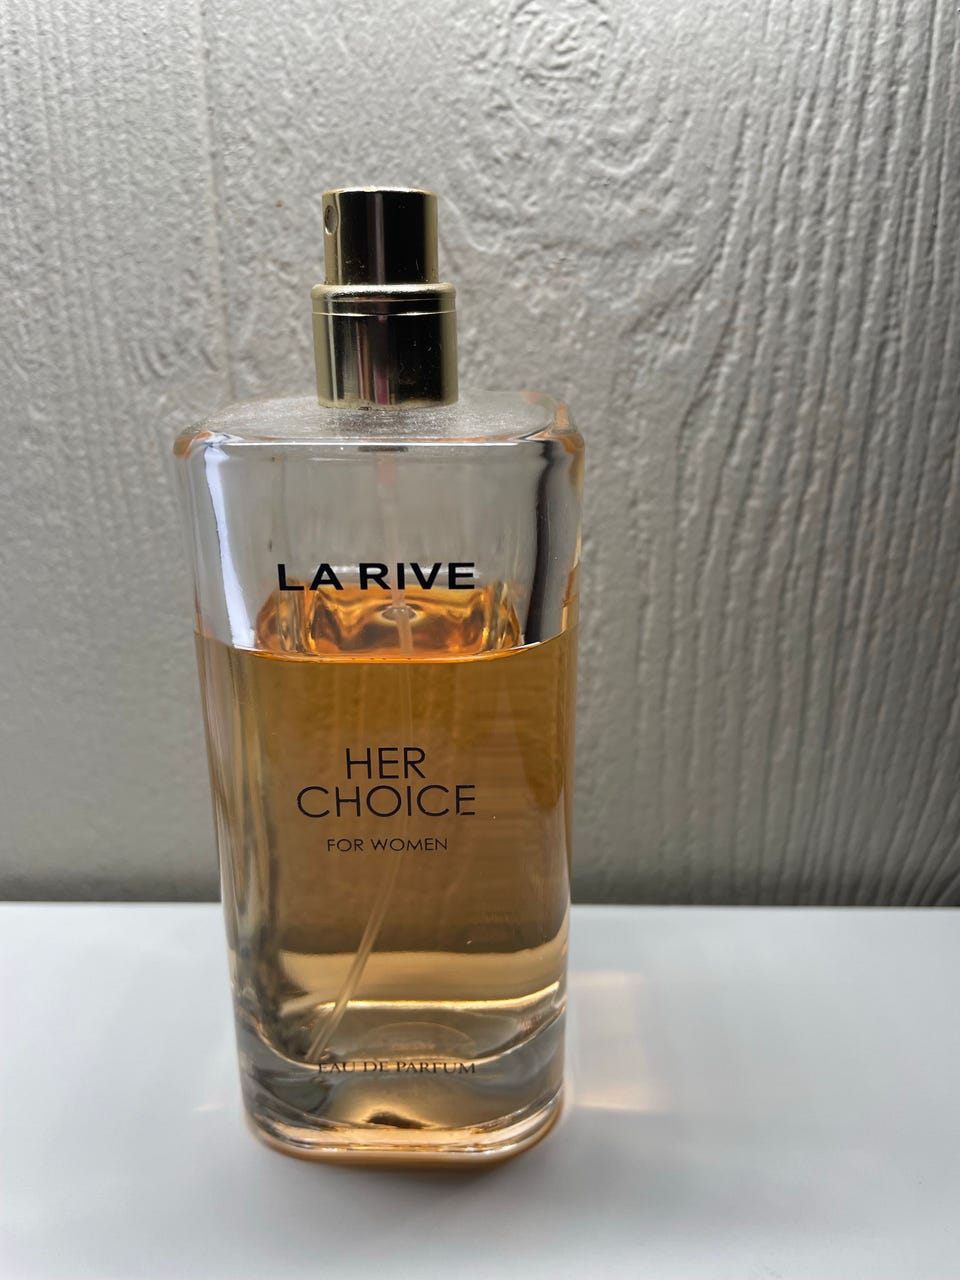 LA RIVE
HER
CHOICE
FOR WOMEN
EAU DE PARFUM